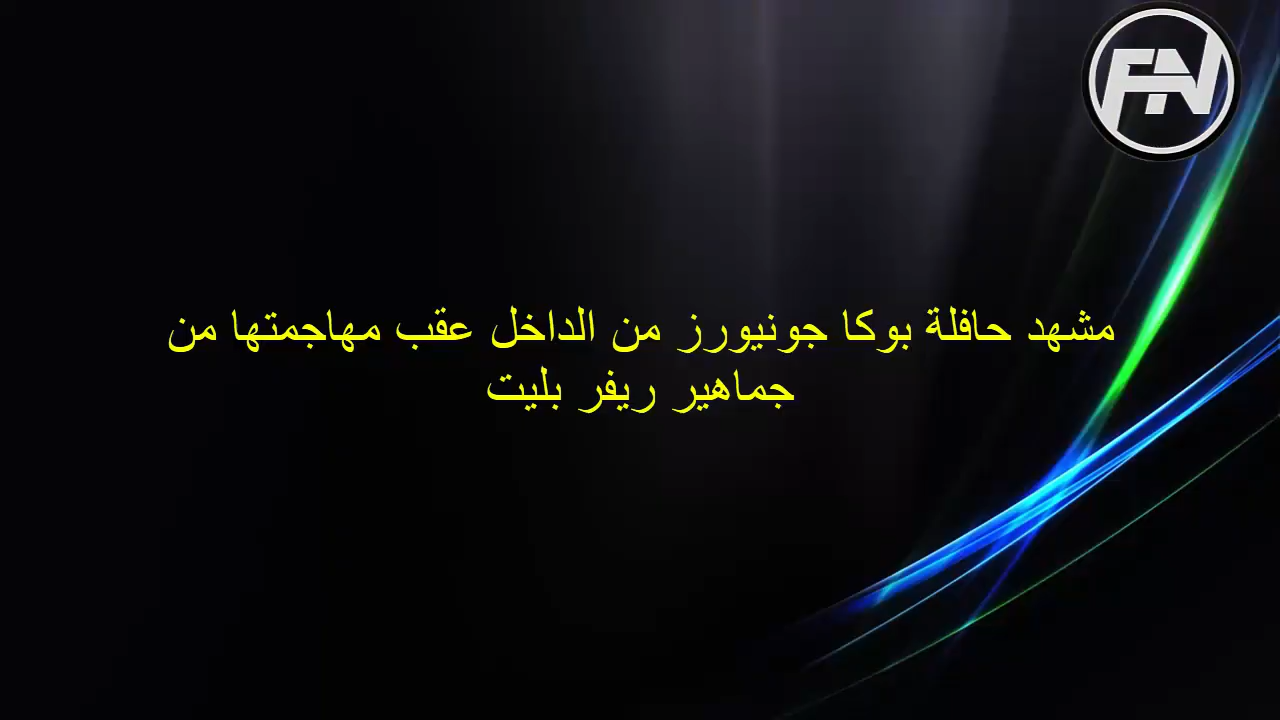 FN
مشهد حافلة بوكا جونيورز من الداخل عقب مهاجمتها من
جماهير ريفر بليت